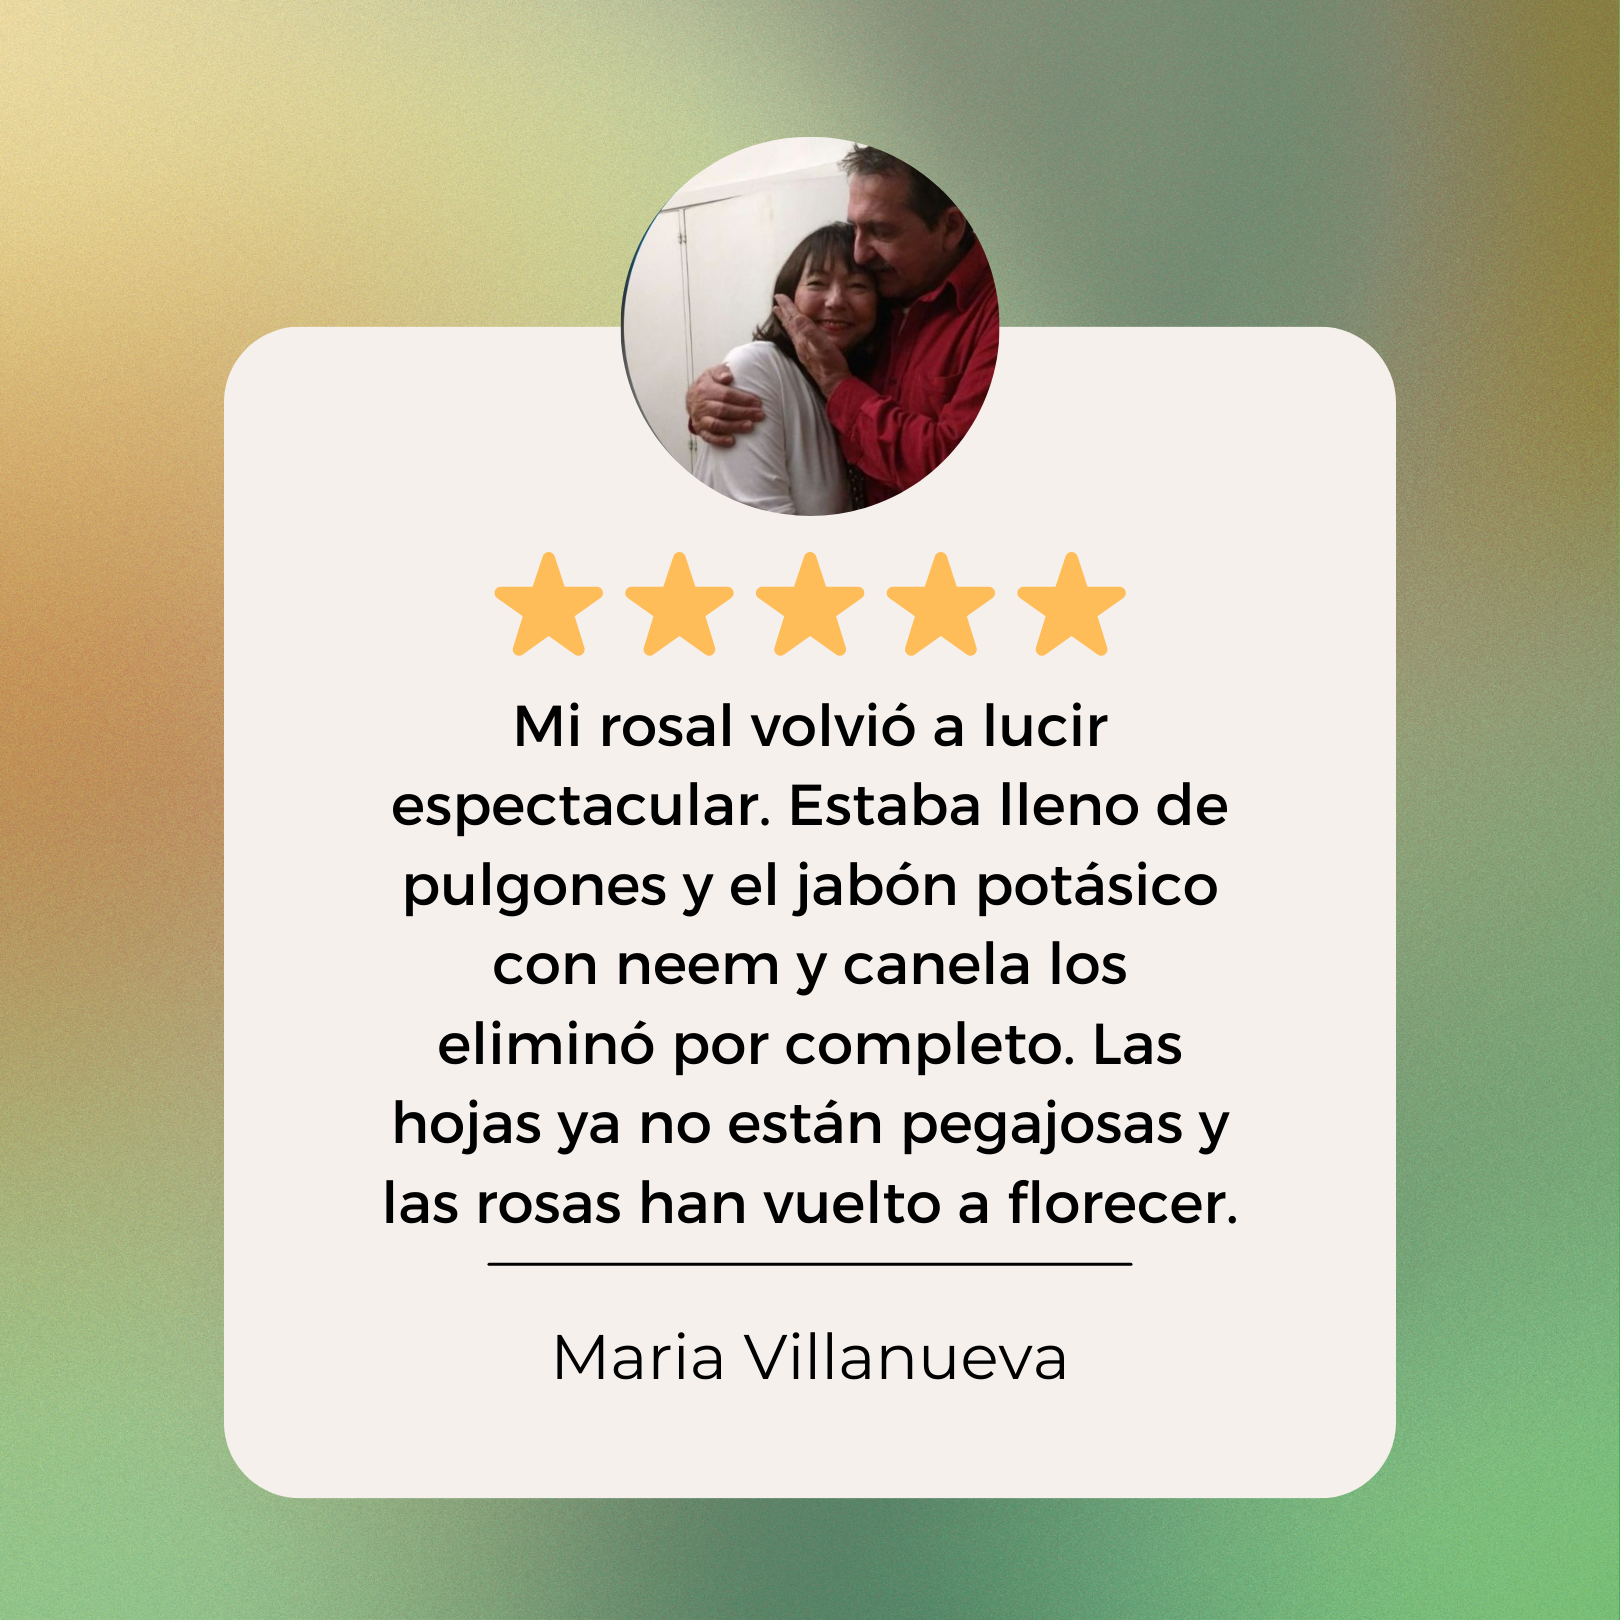 Mi rosal volvió a lucir
espectacular. Estaba lleno de
pulgones y el jabón potásico
con neem y canela los
eliminó por completo. Las
hojas ya no están pegajosas y
las rosas han vuelto a florecer.
Maria Villanueva